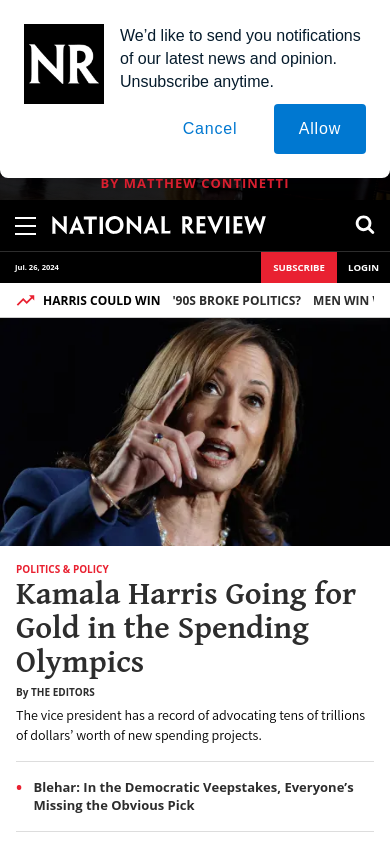 NR
We'd like to send you notifications
of our latest news and opinion.
Unsubscribe anytime.
Cancel
Allow
BY MATTHEW CONTINETTI
NATIONAL REVIEW
Jul. 26, 2024
SUBSCRIBE
LOGIN
HARRIS COULD WIN '90S BROKE POLITICS? MEN WIN
POLITICS & POLICY
Kamala Harris Going for
Gold in the Spending
Olympics
By THE EDITORS
The vice president has a record of advocating tens of trillions
of dollars' worth of new spending projects.
• Blehar: In the Democratic Veepstakes, Everyone's
Missing the Obvious Pick